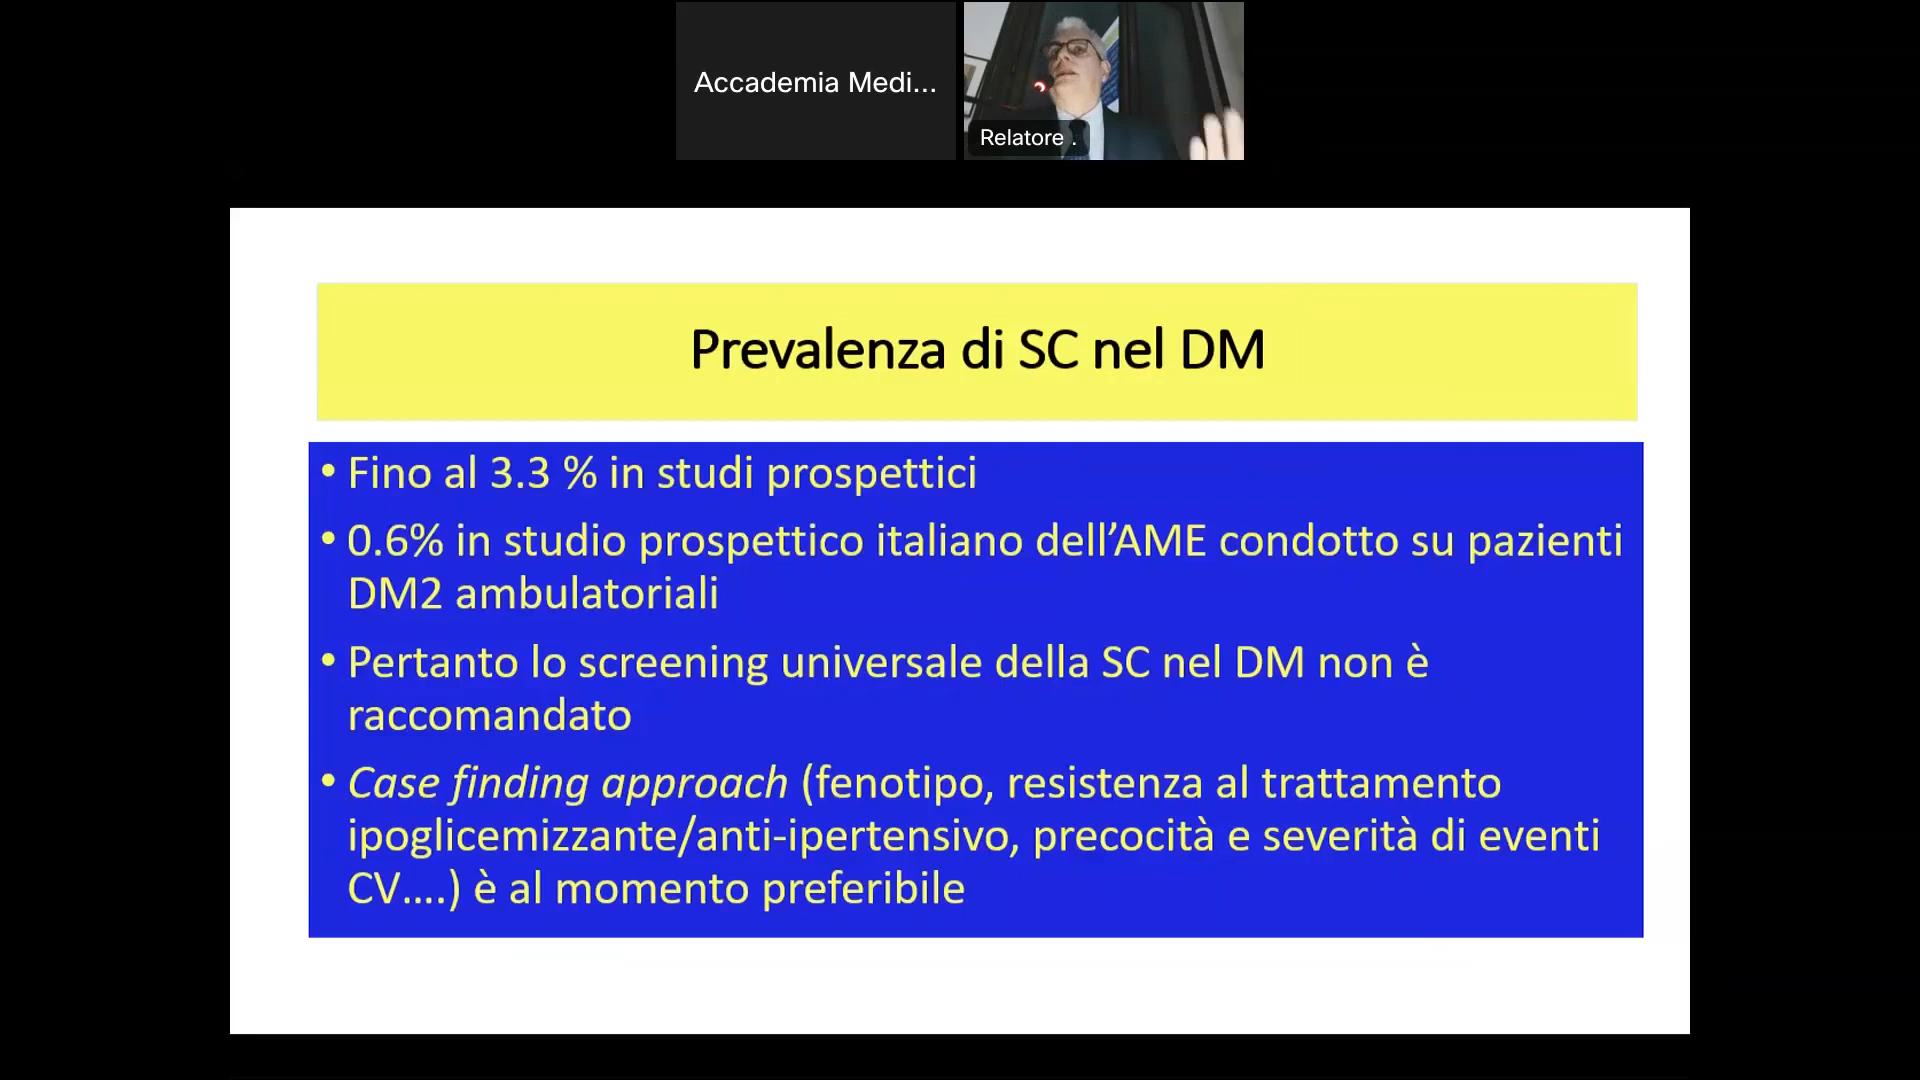 Accademia Medi...
Relatore .
Prevalenza di SC nel DM
• Fino al 3.3 % in studi prospettici
• 0.6% in studio prospettico italiano dell’AME condotto su pazienti
DM2 ambulatoriali
• Pertanto lo screening universale della SC nel DM non è
raccomandato
• Case finding approach (fenotipo, resistenza al trattamento
ipoglicemizzante/anti-ipertensivo, precocità e severità di eventi
CV....) è al momento preferibile